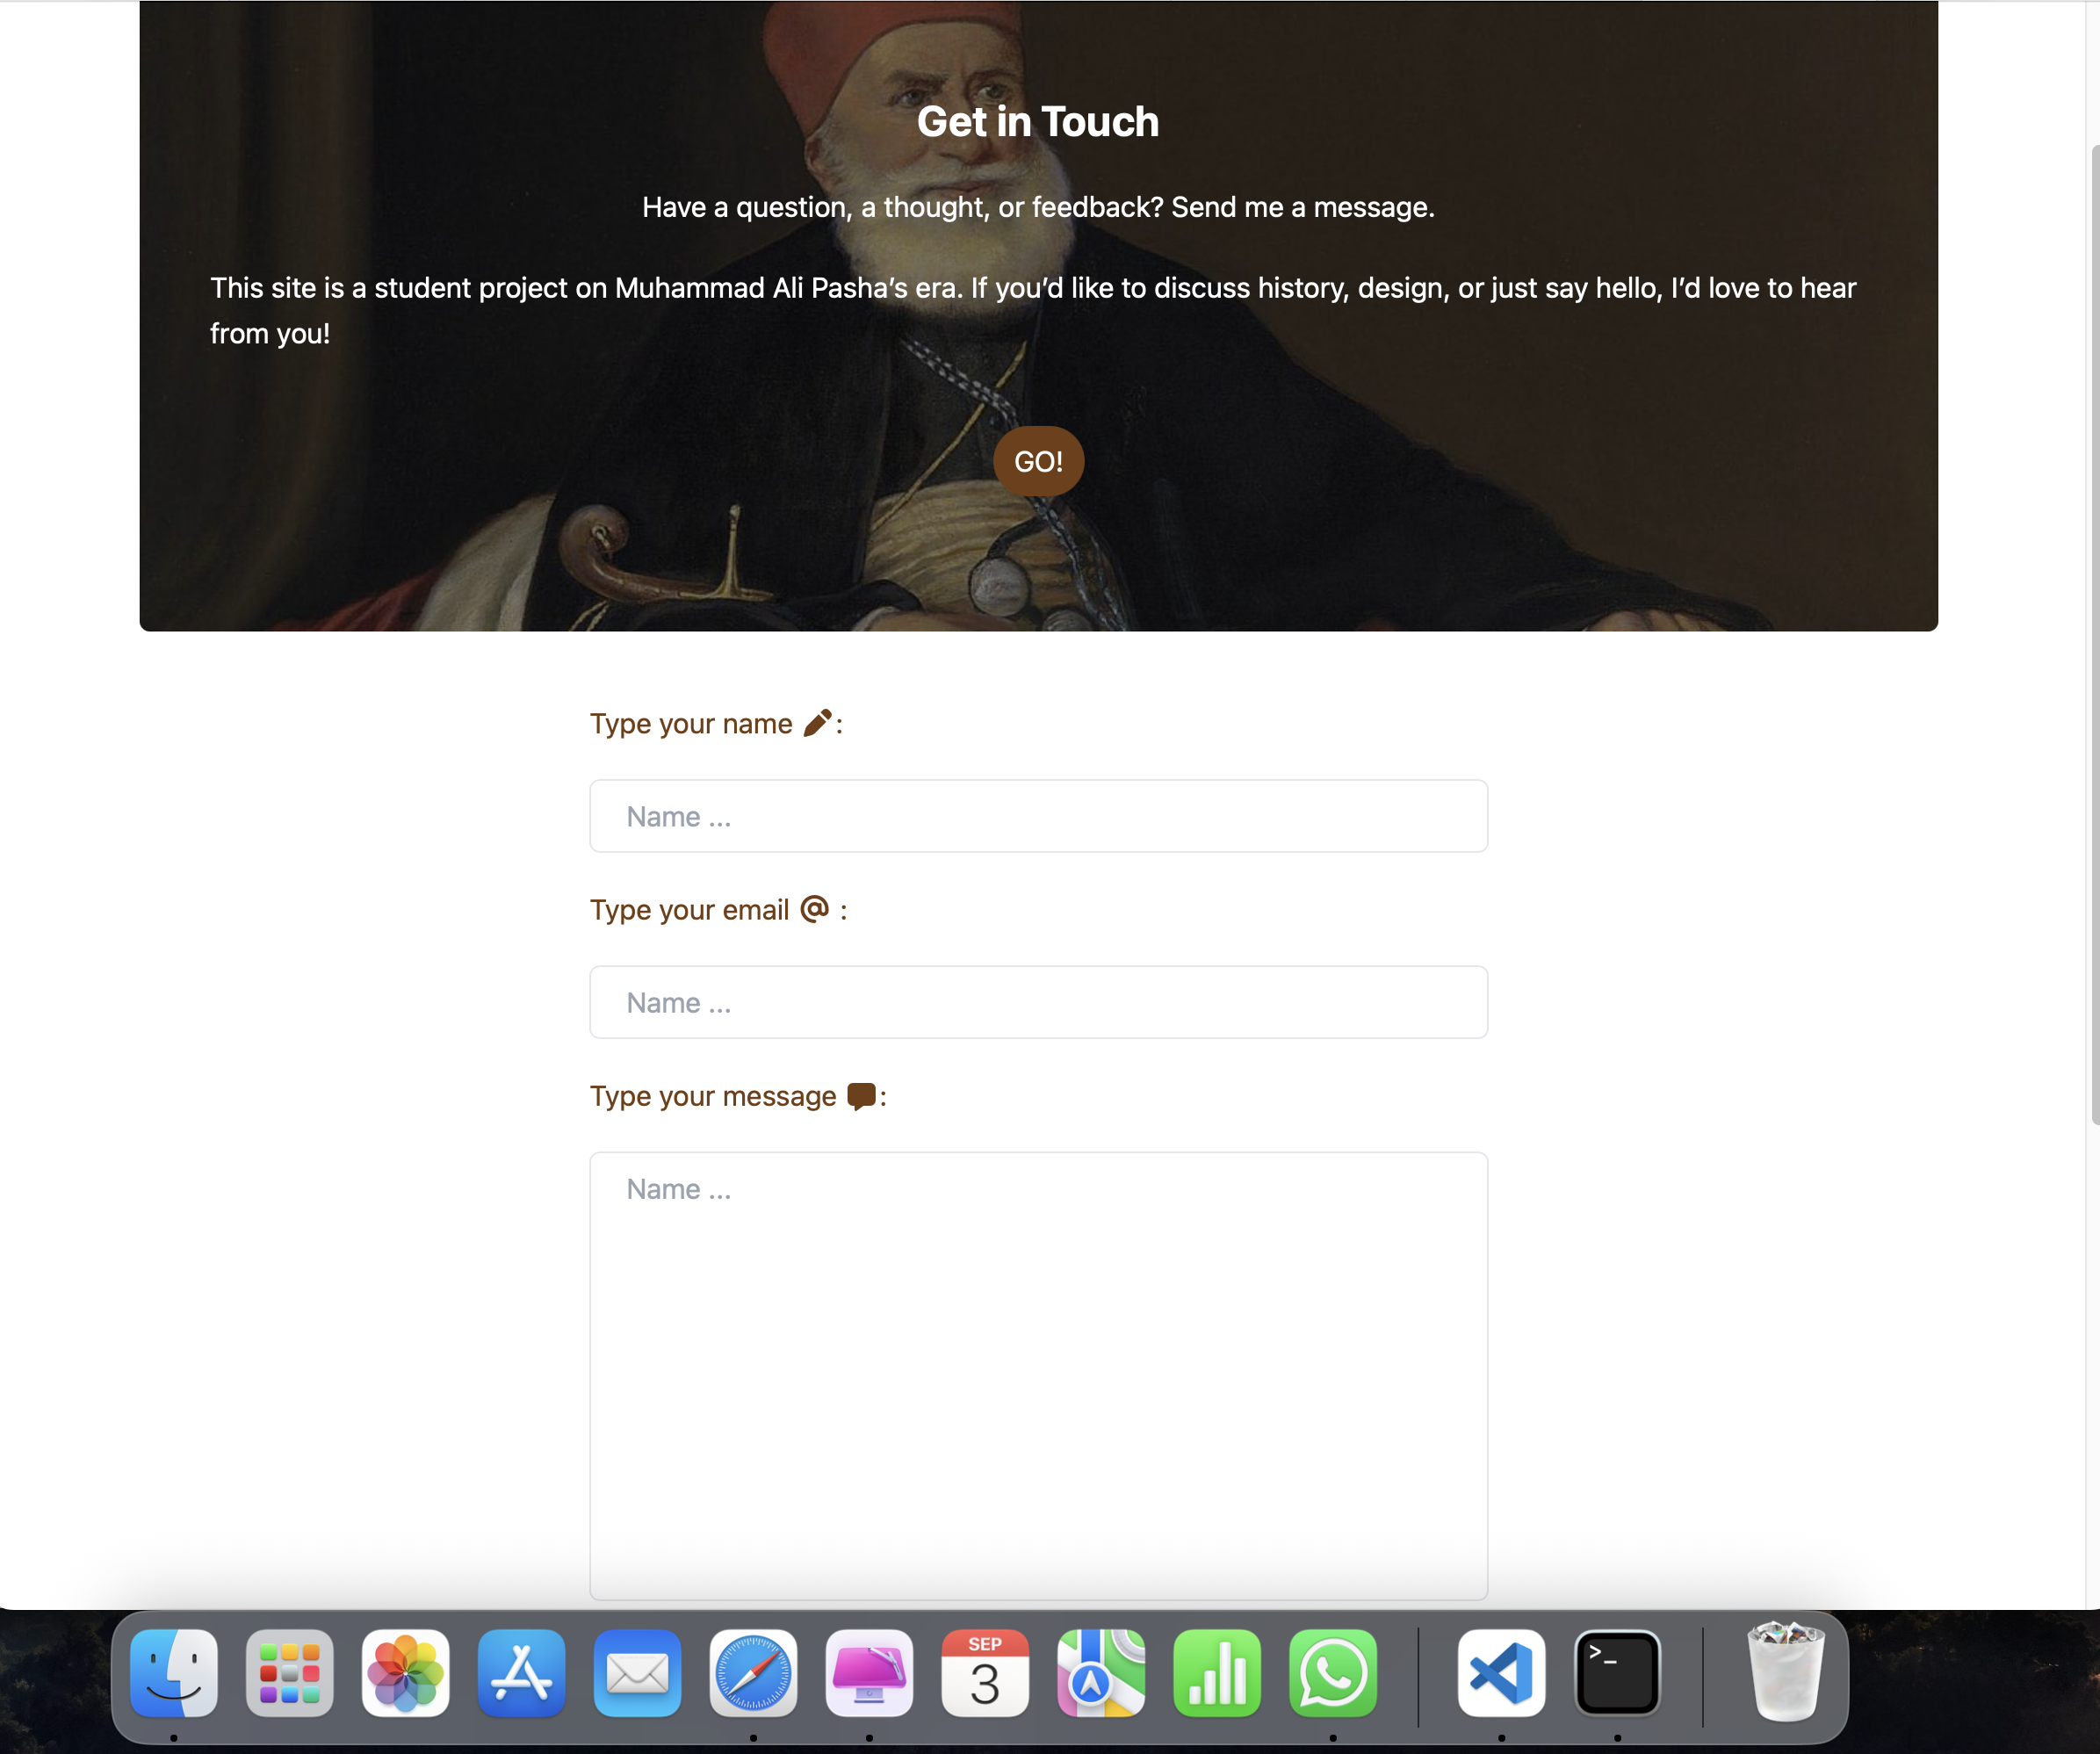 Get in Touch
Have a question, a thought, or feedback? Send me a message.
This site is a student project on Muhammad Ali Pasha’s era. If you’d like to discuss history, design, or just say hello, I’d love to hear
from you!
GO!
Type your name :
Name ...
Type your email @ :
Name ...
Type your message :
Name ...
SEP
3
>_